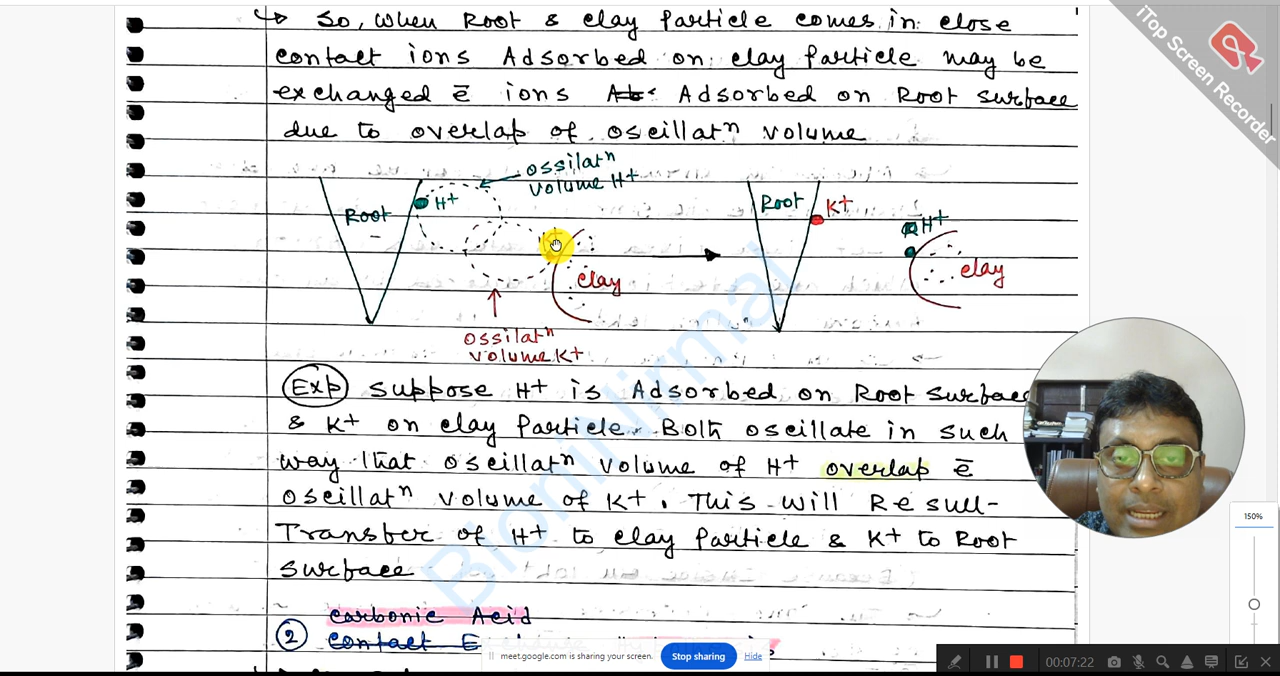 ↳ So, when Root & clay Particle comes in close
contact ions Adsorbed on clay Particle may be
exchanged ē ions Adsorbed on Root surface
due to overlap of oscillatⁿ volume
ossilatⁿ
volume H+
Root
H+
clay
ossilatⁿ
volume K+
Root
K+
H+
clay
Exp suppose H+ is Adsorbed on Root surface
& K+ on clay Particle. Both oscillate in such
way that oscillatⁿ volume of H+ overlap ē
oscillatⁿ volume of K+. This will Result
Transfer of H+ to clay Particle & K+ to Root
surface
carbonic Acid
② contact E
BiomNirmal
iTop Screen Recorder
150%
meet.google.com is sharing your screen.
Stop sharing
Hide
00:07:22